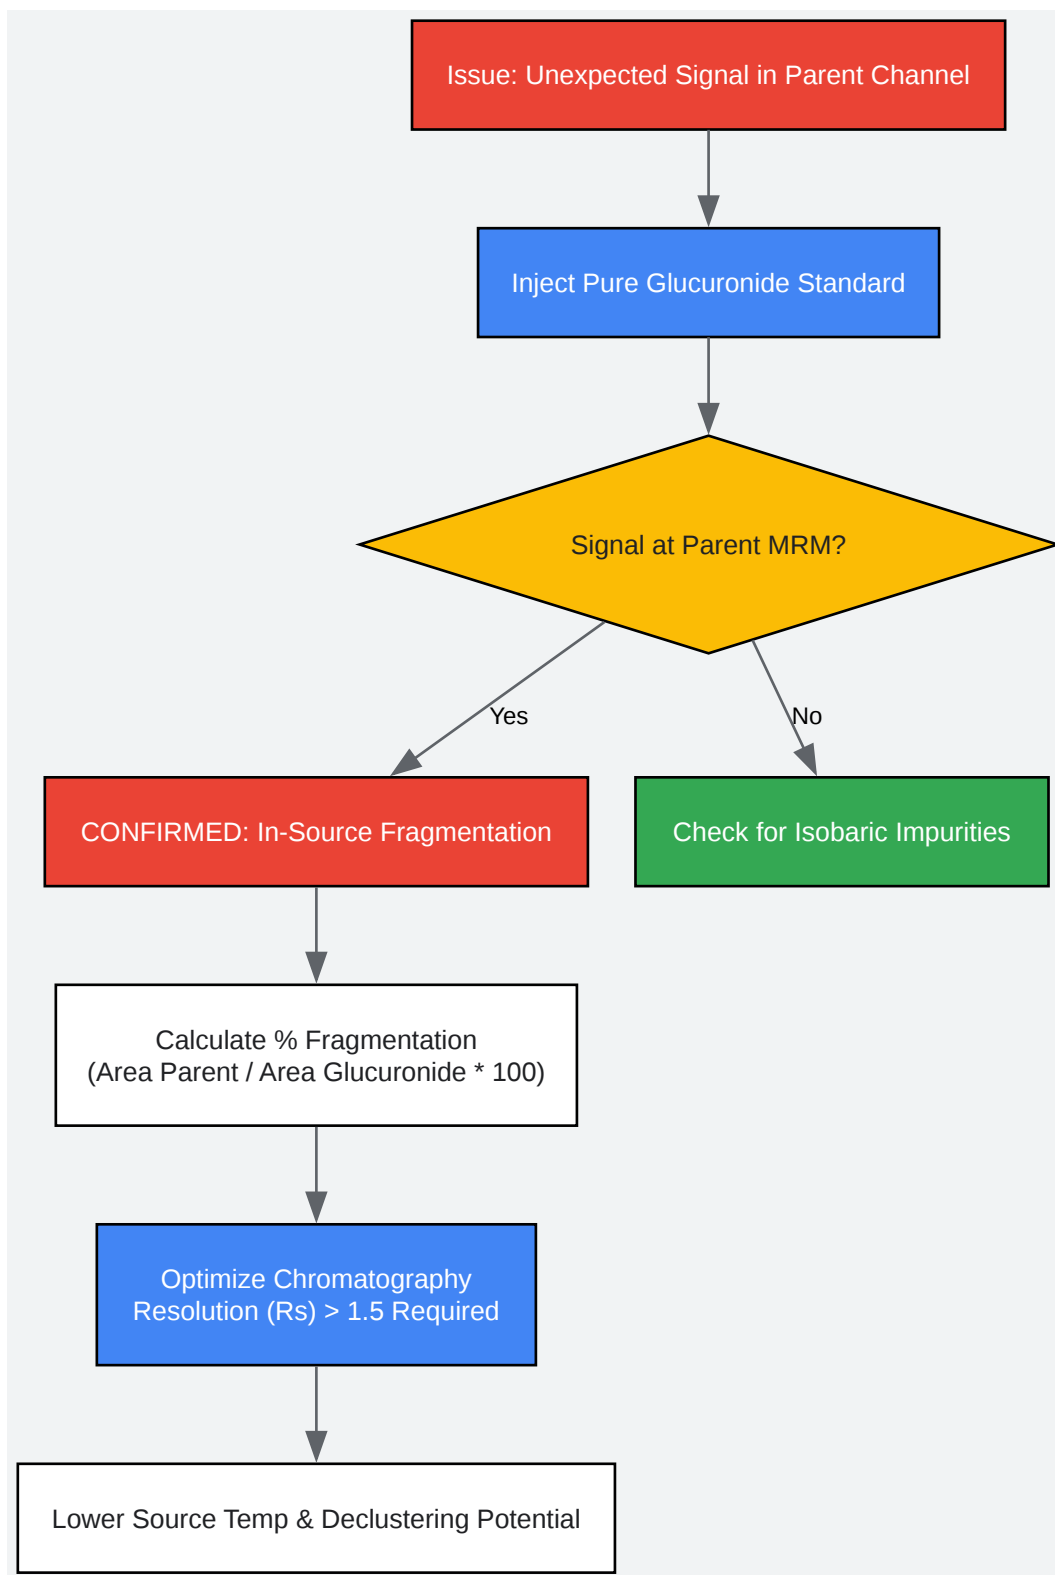 Issue: Unexpected Signal in Parent Channel
Inject Pure Glucuronide Standard
Signal at Parent MRM?
Yes
No
CONFIRMED: In-Source Fragmentation
Check for Isobaric Impurities
Calculate % Fragmentation
(Area Parent / Area Glucuronide * 100)
Optimize Chromatography
Resolution (Rs) > 1.5 Required
Lower Source Temp & Declustering Potential